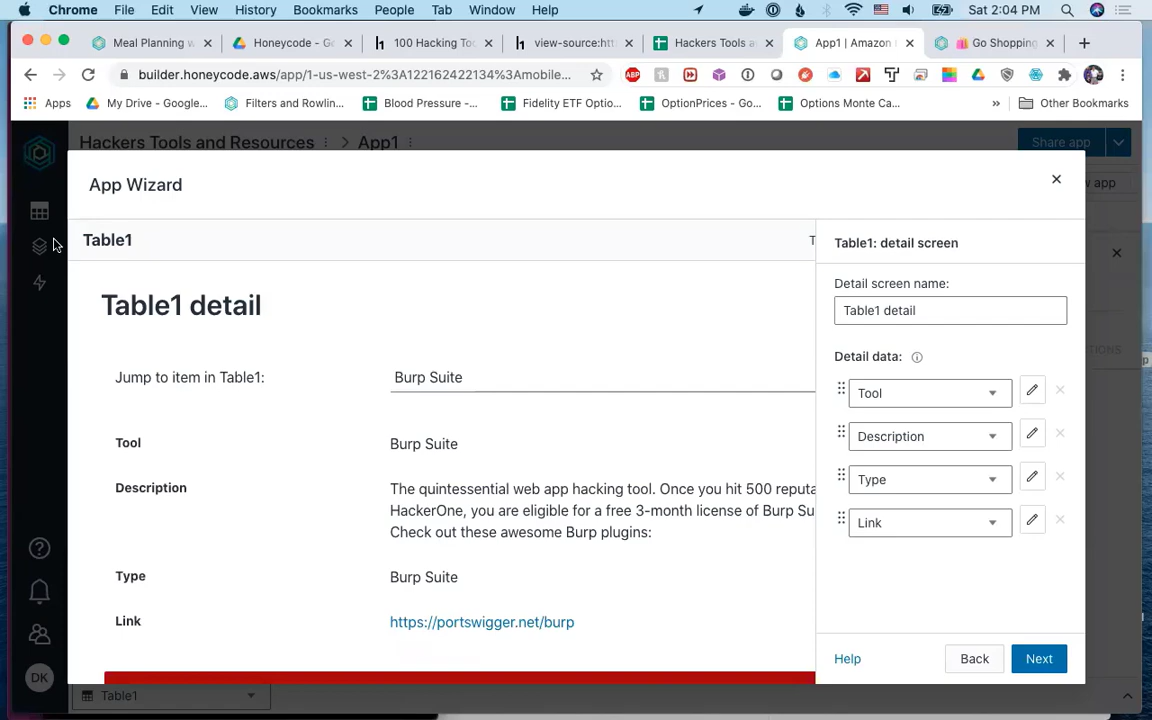 Chrome File Edit View History Bookmarks People Tab Window Help Sat 2:04 PM
Meal Planning w Honeycode - Go 100 Hacking Too view-source:htt Hackers Tools a App1 | Amazon Go Shopping
builder.honeycode.aws/app/1-us-west-2%3A122162422134%3Amobile...
ABP
Apps My Drive - Google... Filters and Rowlin... Blood Pressure -... Fidelity ETF Optio... OptionPrices - Go... Options Monte Ca... » Other Bookmarks
Hackers Tools and Resources App1 Share app
App Wizard
w app
Table1
T
Table1: detail screen
Table1 detail
Detail screen name:
Table1 detail
Detail data:
Jump to item in Table1: Burp Suite
Tool
Tool Burp Suite
Description
Description The quintessential web app hacking tool. Once you hit 500 reputa
HackerOne, you are eligible for a free 3-month license of Burp Su
Check out these awesome Burp plugins:
Type
Link
Type Burp Suite
Link https://portswigger.net/burp
Help Back Next
DK
Table1